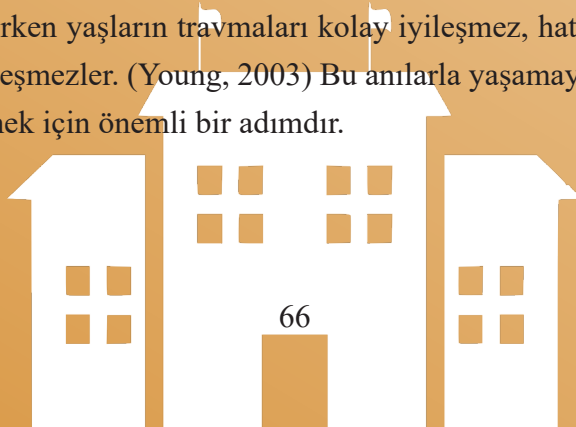 rken yaşların travmaları kolay iyileşmez, hat
eşmezler. (Young, 2003) Bu anılarla yaşamay
ek için önemli bir adımdır.
66